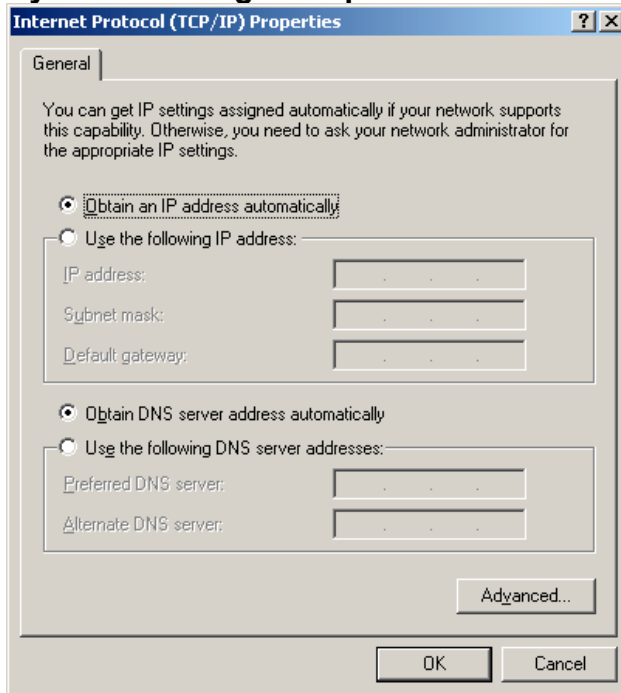 Internet Protocol (TCP/IP) Properties
General
You can get IP settings assigned automatically if your network supports
this capability. Otherwise, you need to ask your network administrator for
the appropriate IP settings.
Obtain an IP address automatically
Use the following IP address:
IP address:
Subnet mask:
Default gateway:
Obtain DNS server address automatically
Use the following DNS server addresses:
Preferred DNS server:
Alternate DNS server:
Advanced...
OK Cancel